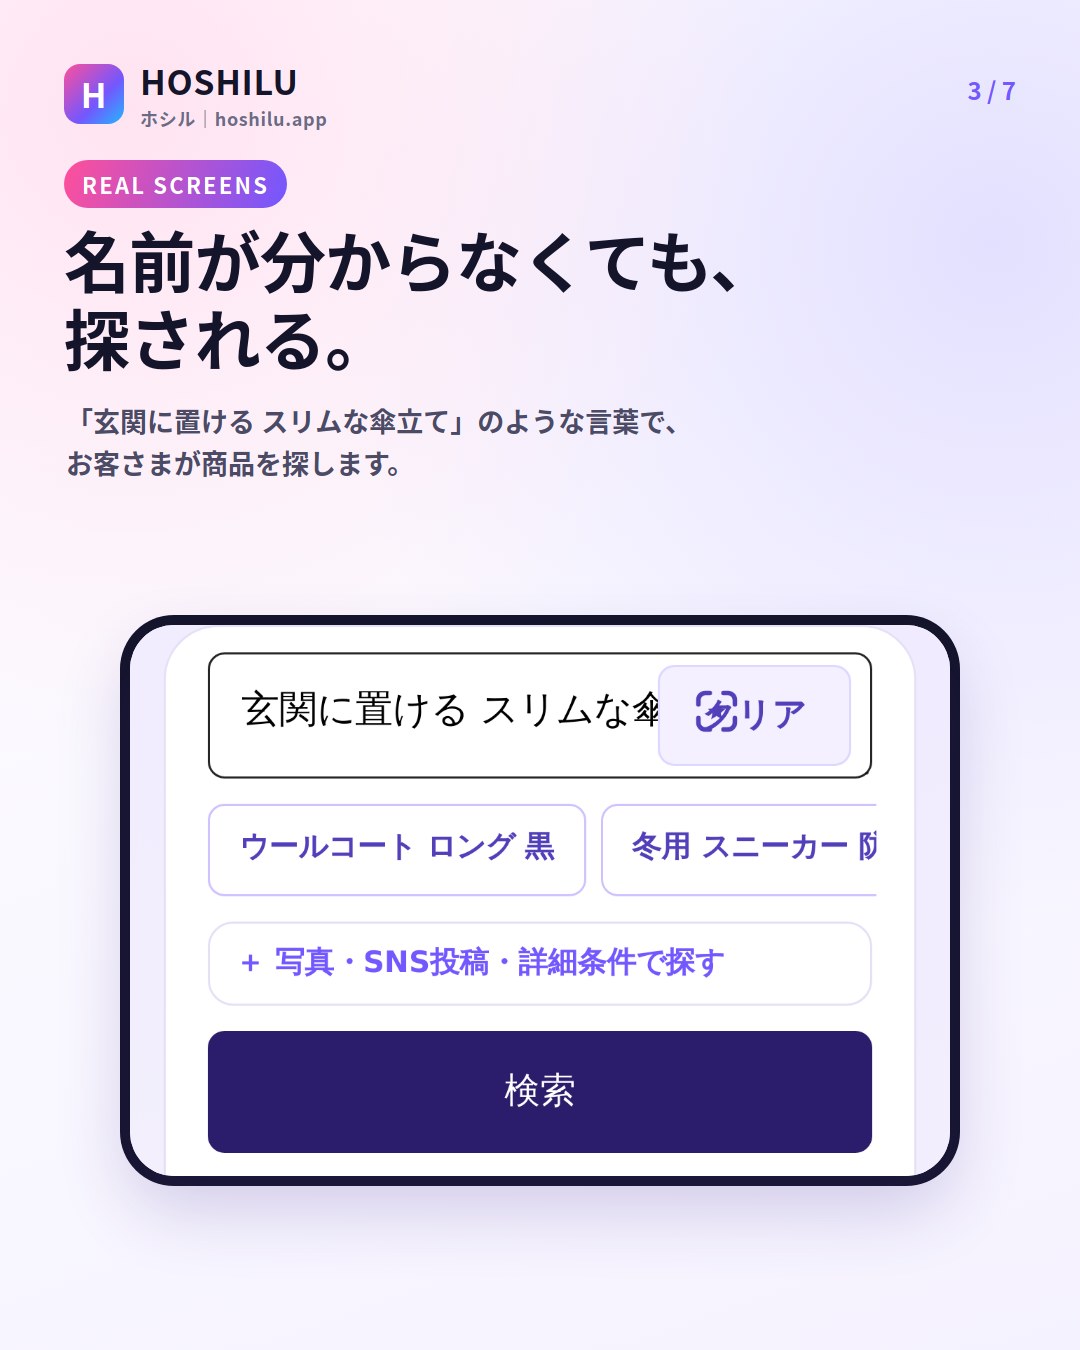 H
HOSHILU
ホシル｜hoshilu.app
3 / 7
REAL SCREENS
名前が分からなくても、
探される。
「玄関に置ける スリムな傘立て」のような言葉で、
お客さまが商品を探します。
玄関に置ける スリムな傘
クリア
ウールコート ロング 黒
冬用 スニーカー 防
+ 写真・SNS投稿・詳細条件で探す
検索